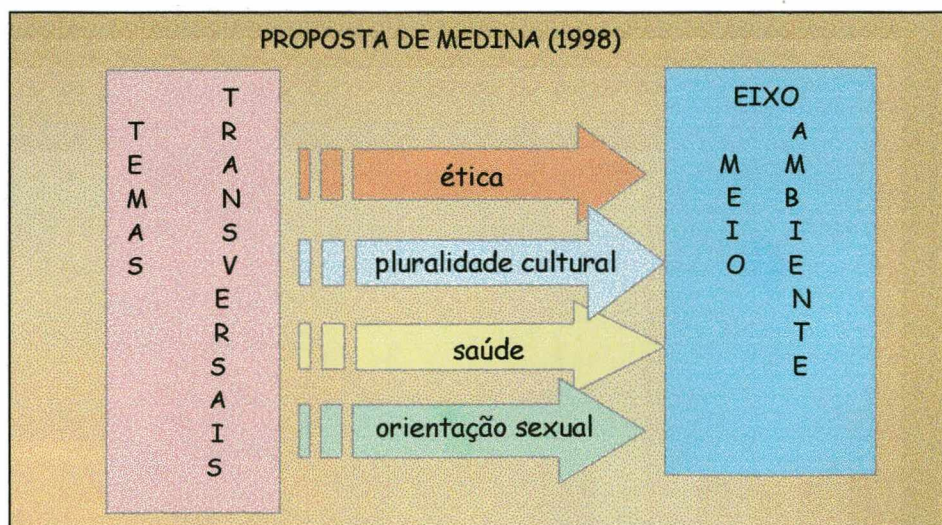 PROPOSTA DE MEDINA (1998)
TEMAS
TRANSVERSAIS
ética
pluralidade cultural
saúde
orientação sexual
EIXO
MEIO
AMBIENTE